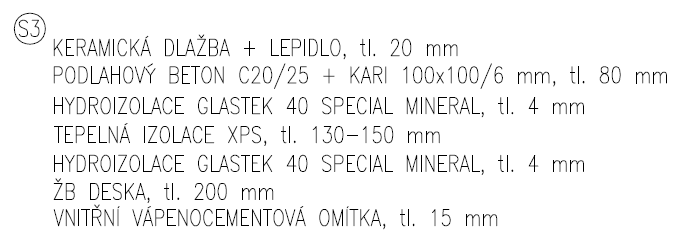 S3
KERAMICKÁ DLAŽBA + LEPIDLO, tl. 20 mm
PODLAHOVÝ BETON C20/25 + KARI 100x100/6 mm, tl. 80 mm
HYDROIZOLACE GLASTEK 40 SPECIAL MINERAL, tl. 4 mm
TEPELNÁ IZOLACE XPS, tl. 130-150 mm
HYDROIZOLACE GLASTEK 40 SPECIAL MINERAL, tl. 4 mm
ŽB DESKA, tl. 200 mm
VNITŘNÍ VÁPENOCEMENTOVÁ OMÍTKA, tl. 15 mm